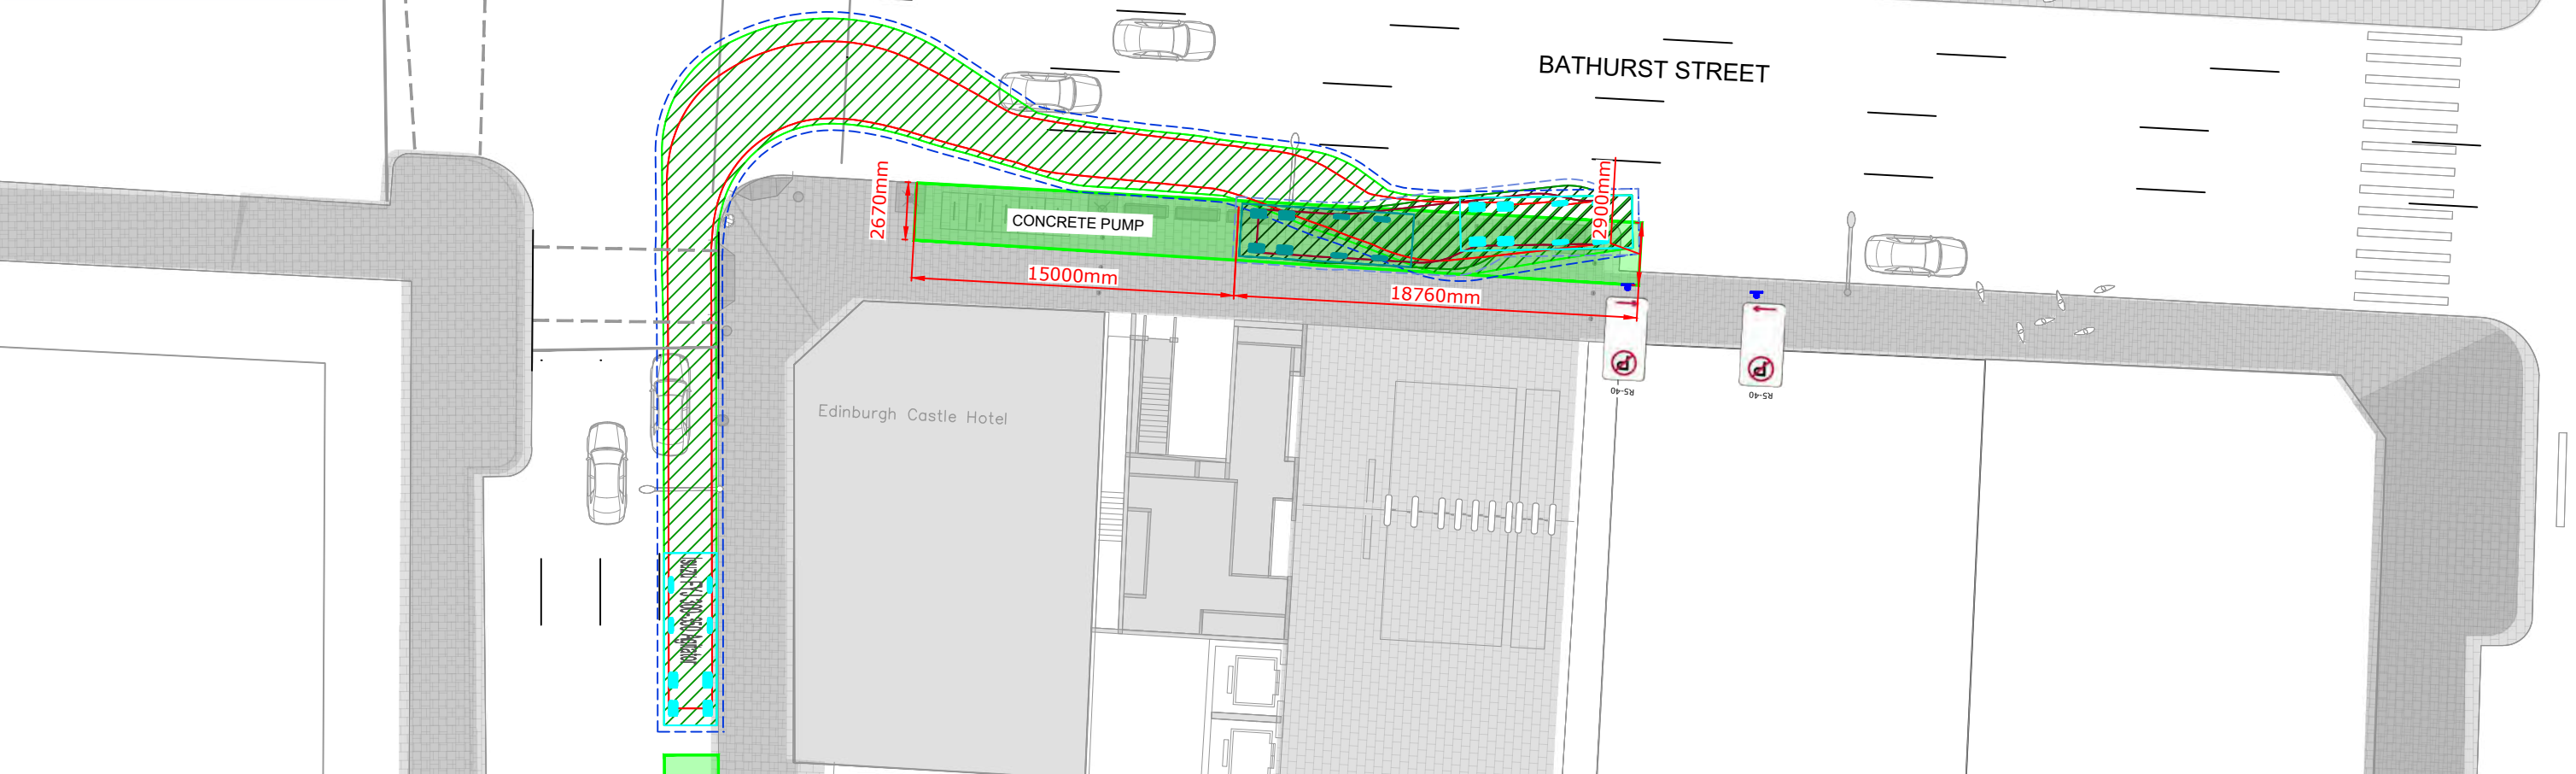 BATHURST STREET
2670mm
CONCRETE PUMP
2900mm
15000mm
18760mm
R5-40
R5-40
Edinburgh Castle Hotel